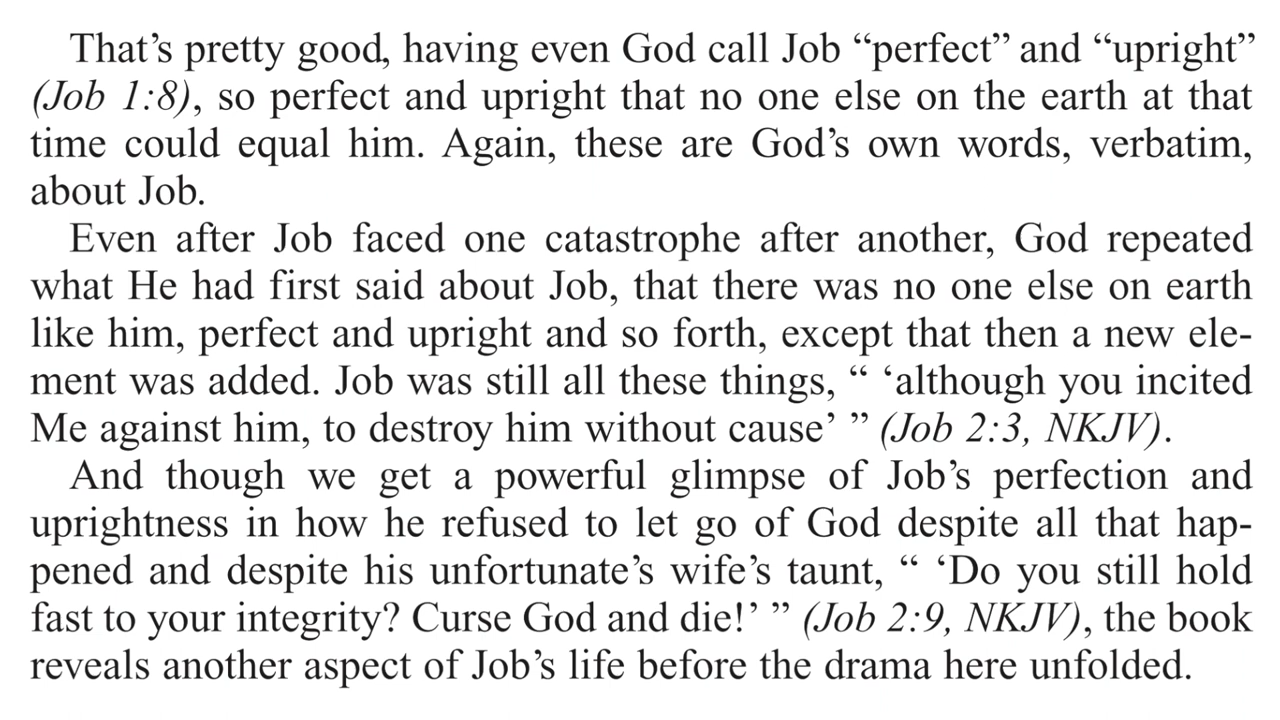 That’s pretty good, having even God call Job “perfect” and “upright”
(Job 1:8), so perfect and upright that no one else on the earth at that
time could equal him. Again, these are God’s own words, verbatim,
about Job.
Even after Job faced one catastrophe after another, God repeated
what He had first said about Job, that there was no one else on earth
like him, perfect and upright and so forth, except that then a new ele-
ment was added. Job was still all these things, “ ‘although you incited
Me against him, to destroy him without cause’ ” (Job 2:3, NKJV).
And though we get a powerful glimpse of Job’s perfection and
uprightness in how he refused to let go of God despite all that hap-
pened and despite his unfortunate’s wife’s taunt, “ ‘Do you still hold
fast to your integrity? Curse God and die!’ ” (Job 2:9, NKJV), the book
reveals another aspect of Job’s life before the drama here unfolded.